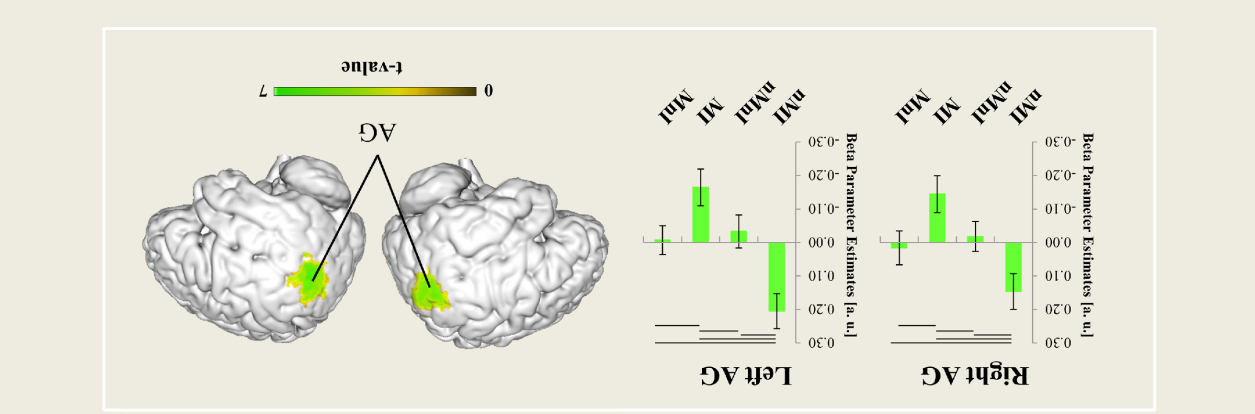 Right AG
Beta Parameter Estimates [a. u.]
0.30
0.20
0.10
0.00
-0.10
-0.20
-0.30
nMI
nMnI
MI
MnI
Left AG
Beta Parameter Estimates [a. u.]
0.30
0.20
0.10
0.00
-0.10
-0.20
-0.30
nMI
nMnI
MI
MnI
AG
0
7
t-value